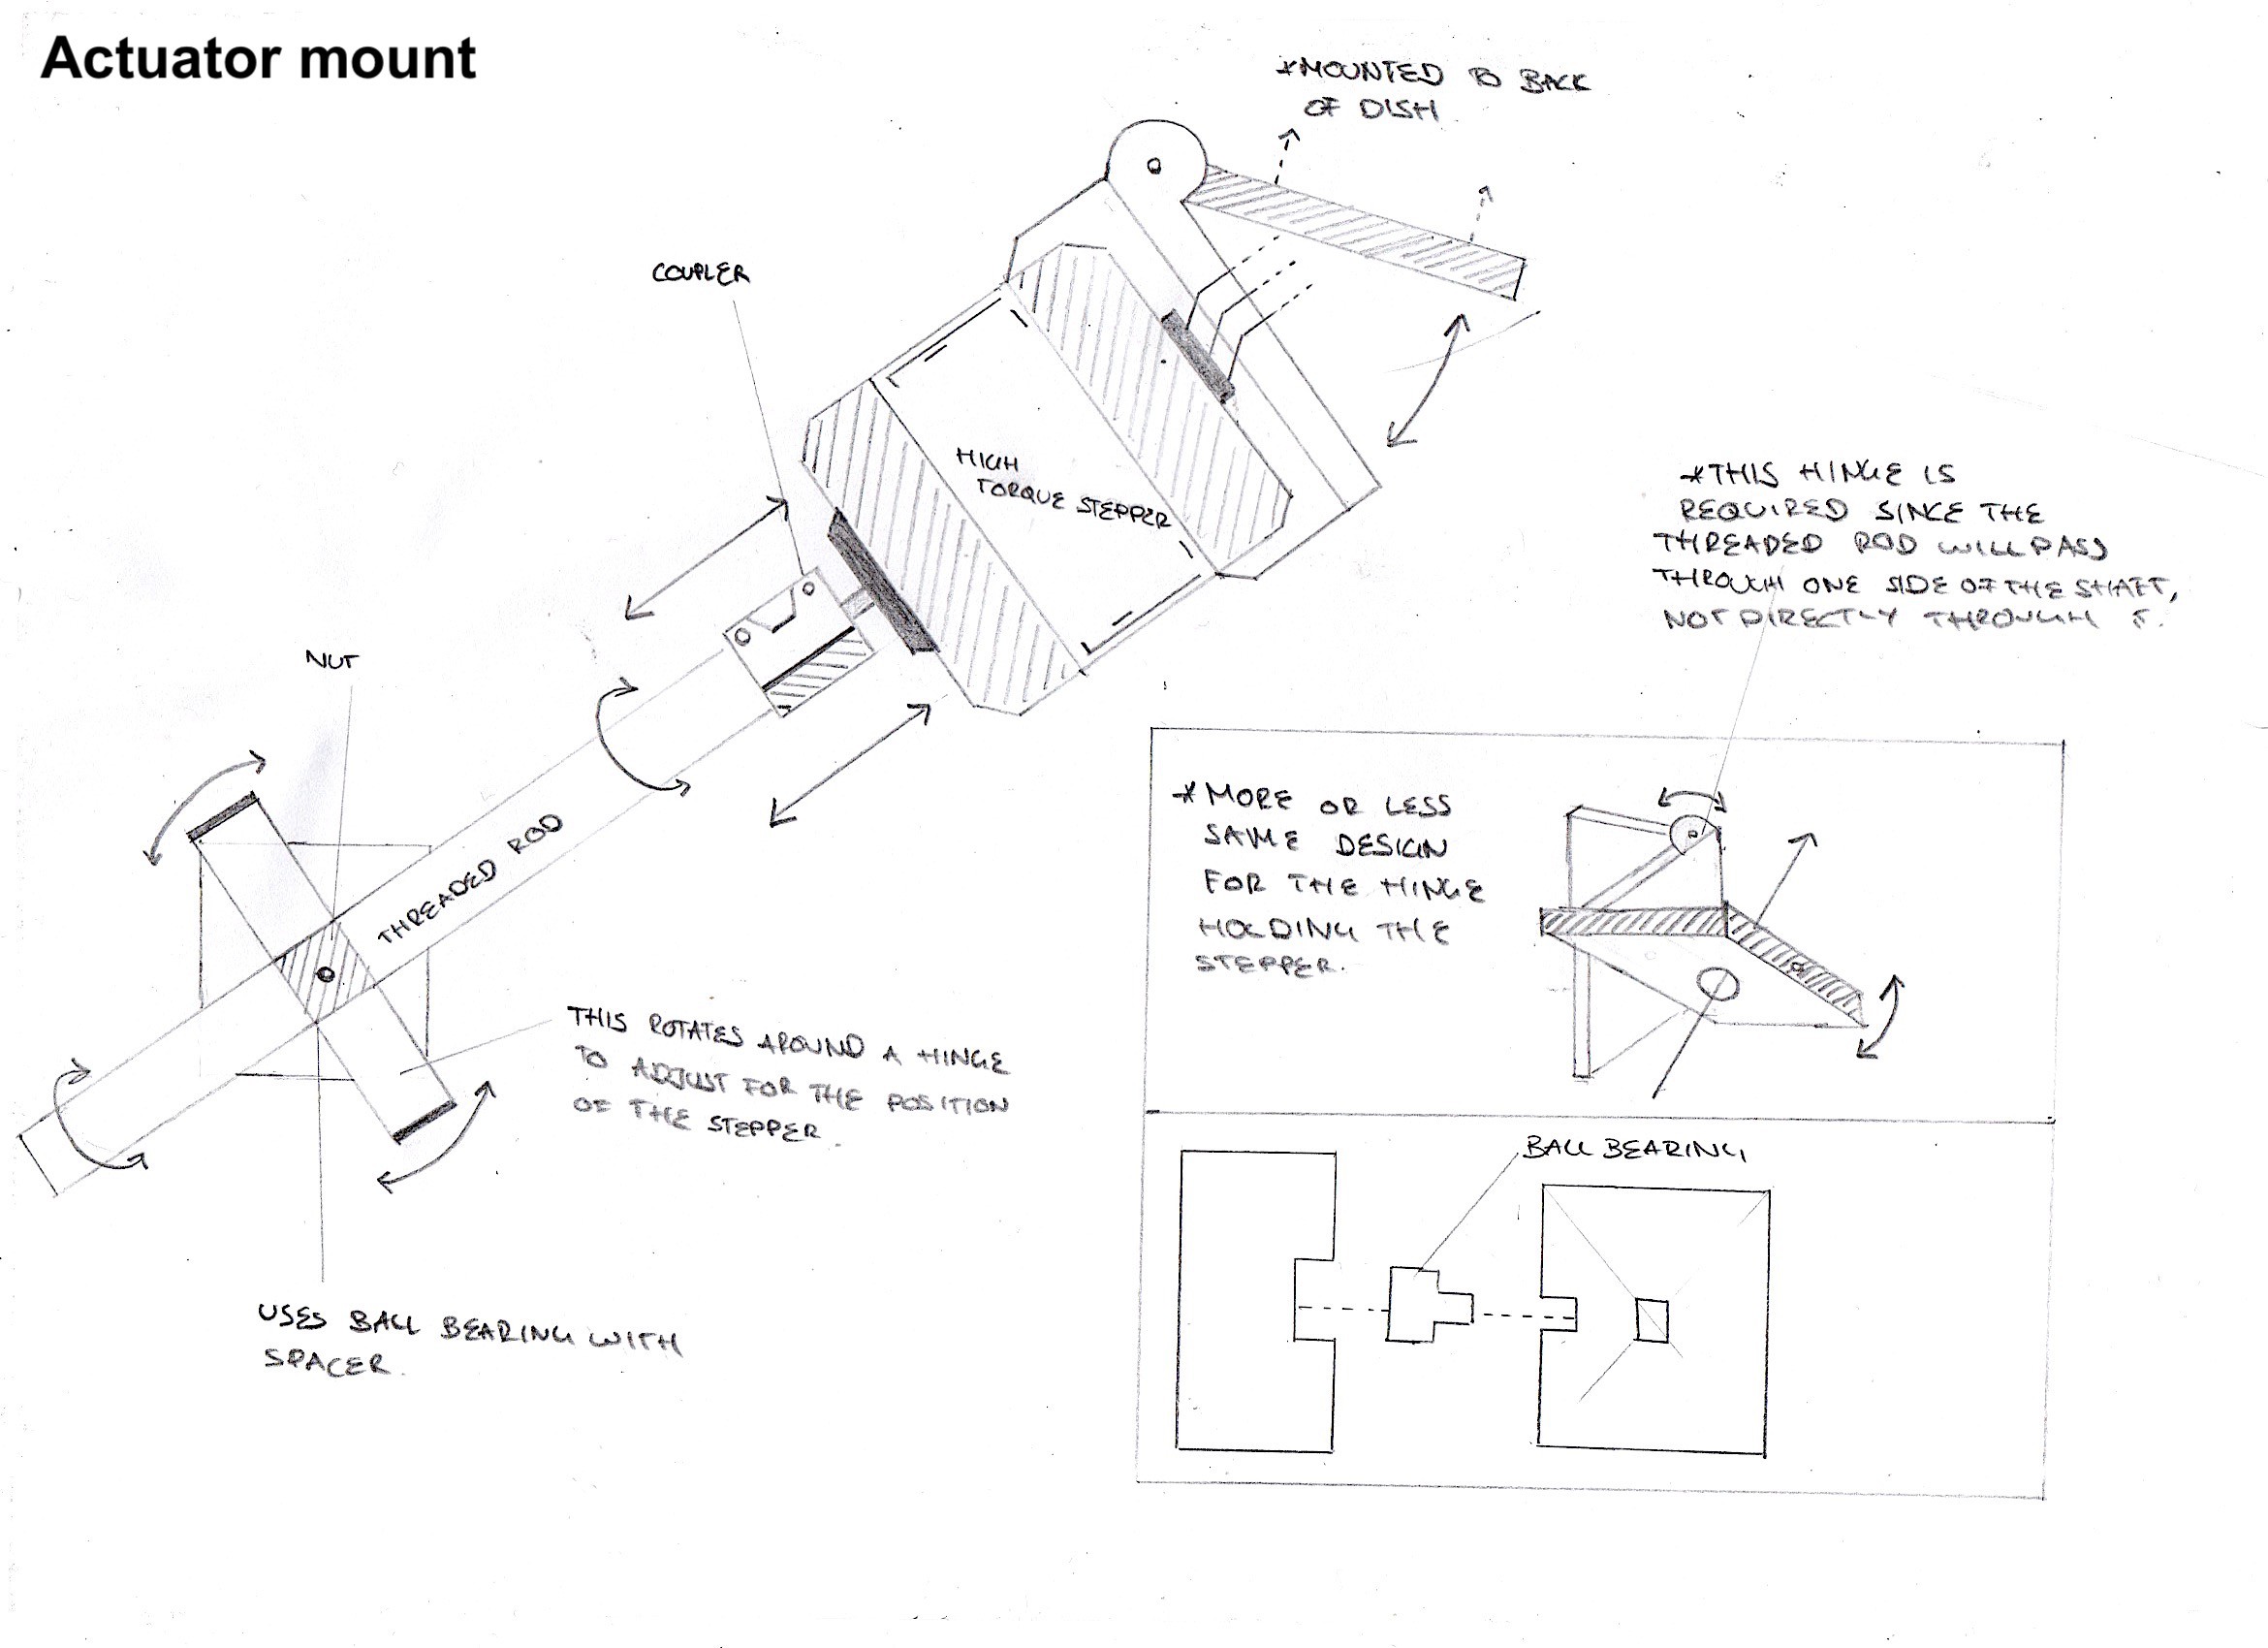 Actuator mount
*MOUNTED TO BACK
OF DISH
COUPLER
HIGH
TORQUE STEPPER
*THIS HINGE IS
REQUIRED SINCE THE
THREADED ROD WILL PASS
THROUGH ONE SIDE OF THE SHAFT,
NOT DIRECTLY THROUGH IT.
NUT
THREADED ROD
*MORE OR LESS
SAME DESIGN
FOR THE HINGE
HOLDING THE
STEPPER.
THIS ROTATES AROUND A HINGE
TO ADJUST FOR THE POSITION
OF THE STEPPER.
BALL BEARING
USES BALL BEARING WITH
SPACER.